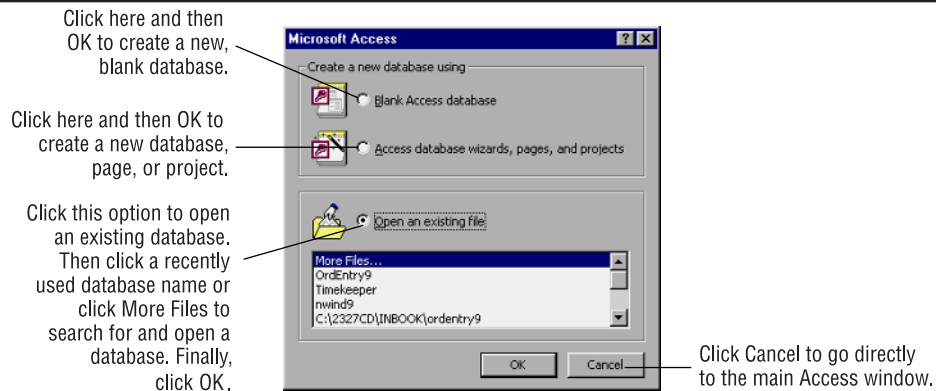 Click here and then
OK to create a new,
blank database.
Click here and then OK to
create a new database,
page, or project.
Click this option to open
an existing database.
Then click a recently
used database name or
click More Files to
search for and open a
database. Finally,
click OK.
Microsoft Access
Create a new database using
Blank Access database
Access database wizards, pages, and projects
Open an existing file
More Files...
OrdEntry9
Timekeeper
nwind9
C:\2327CD\INBOOK\ordentry9
OK
Cancel
Click Cancel to go directly
to the main Access window.